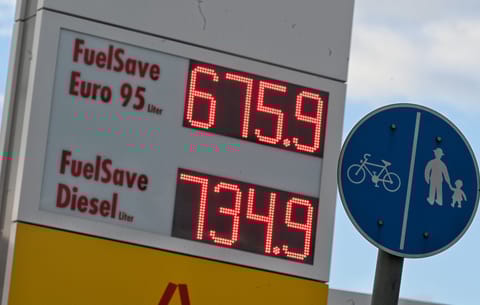 FuelSave
Euro 95 Liter
675.9
FuelSave
Diesel Liter
734.9